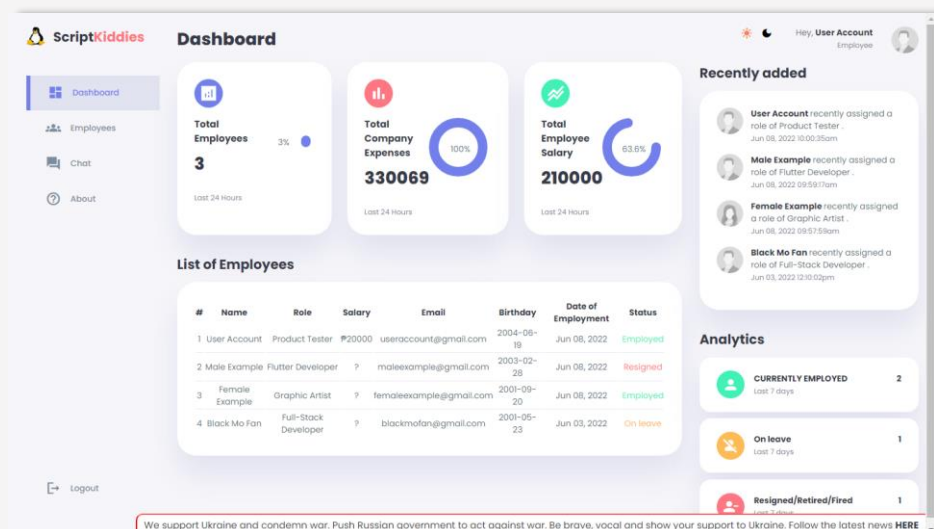 ScriptKiddies
Dashboard
Employees
Chat
About
Logout
Dashboard
Total
Employees
3
3%
Last 24 Hours
Total
Company
Expenses
330069
100%
Last 24 Hours
Total
Employee
Salary
210000
63.6%
Last 24 Hours
List of Employees
# Name Role Salary Email Birthday Date of Employment Status
1 User Account Product Tester ₱20000 useraccount@gmail.com 2004-06-19 Jun 08, 2022 Employed
2 Male Example Flutter Developer ? maleexample@gmail.com 2003-02-28 Jun 08, 2022 Resigned
3 Female Example Graphic Artist ? femaleexample@gmail.com 2001-09-20 Jun 08, 2022 Employed
4 Black Mo Fan Full-Stack Developer ? blackmofan@gmail.com 2001-05-23 Jun 03, 2022 On leave
Hey, User Account
Employee
Recently added
User Account recently assigned a
role of Product Tester .
Jun 08, 2022 10:00:35am
Male Example recently assigned a
role of Flutter Developer .
Jun 08, 2022 09:59:17am
Female Example recently assigned
a role of Graphic Artist .
Jun 08, 2022 09:57:59am
Black Mo Fan recently assigned a
role of Full-Stack Developer .
Jun 03, 2022 12:10:02pm
Analytics
CURRENTLY EMPLOYED 2
Last 7 days
On leave 1
Last 7 days
Resigned/Retired/Fired 1
Last 7 days
We support Ukraine and condemn war. Push Russian government to act against war. Be brave, vocal and show your support to Ukraine. Follow the latest news HERE